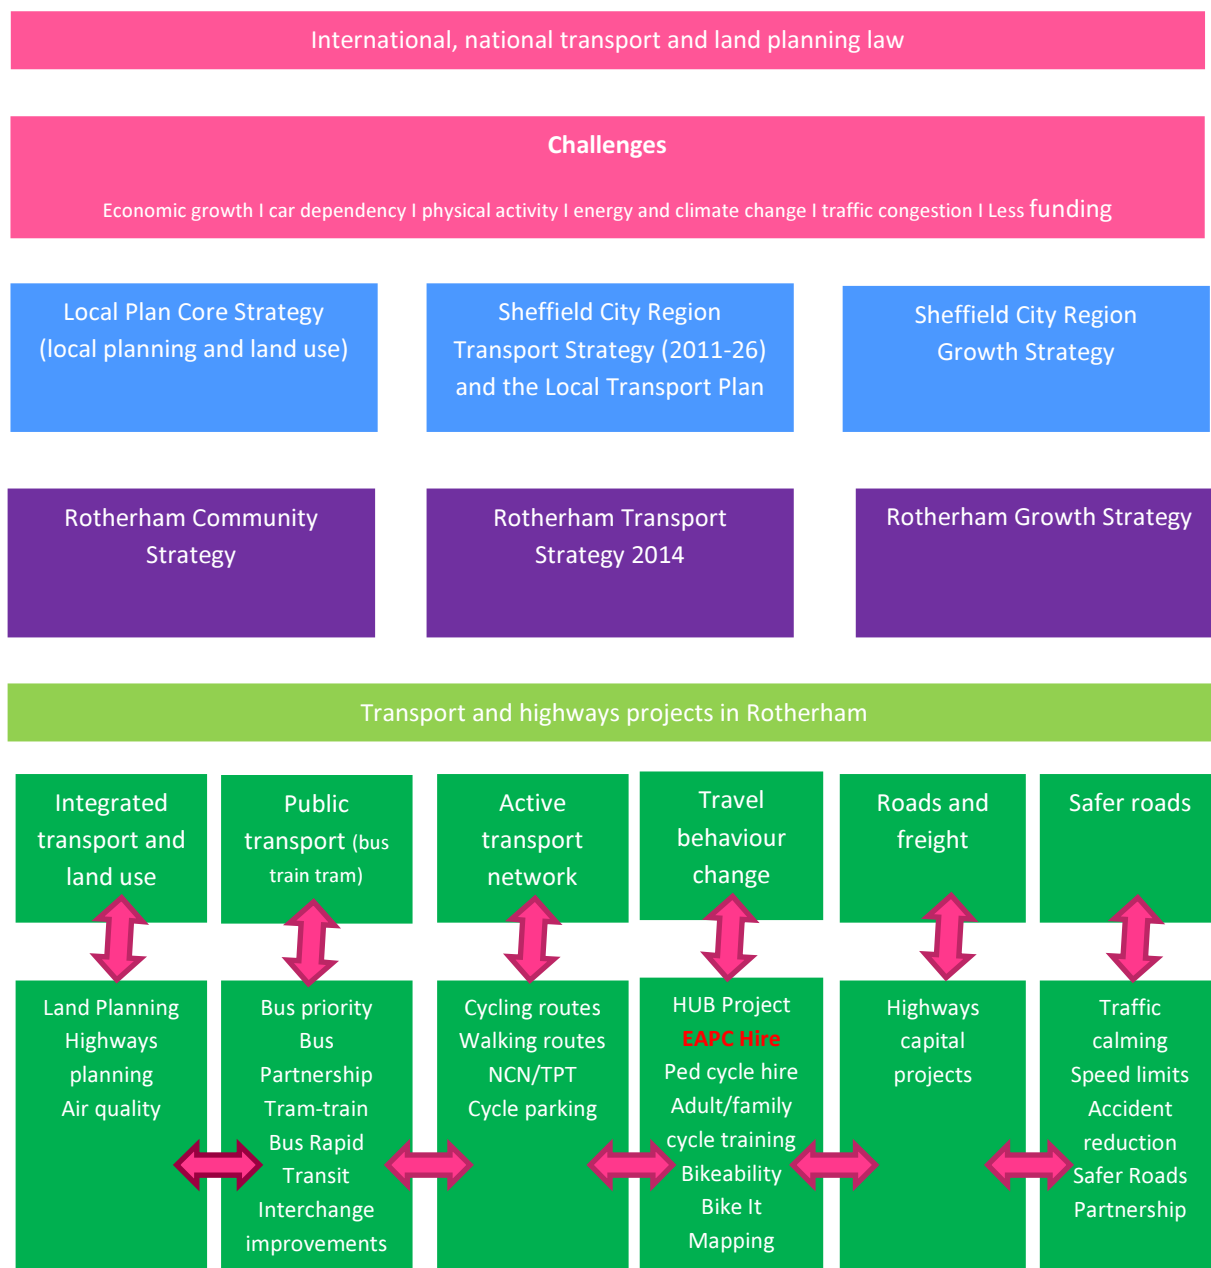 International, national transport and land planning law
Challenges
Economic growth I car dependency I physical activity I energy and climate change I traffic congestion I Less funding
Local Plan Core Strategy
(local planning and land use)
Sheffield City Region
Transport Strategy (2011-26)
and the Local Transport Plan
Sheffield City Region
Growth Strategy
Rotherham Community
Strategy
Rotherham Transport
Strategy 2014
Rotherham Growth Strategy
Transport and highways projects in Rotherham
Integrated
transport and
land use
Public
transport (bus
train tram)
Active
transport
network
Travel
behaviour
change
Roads and
freight
Safer roads
Land Planning
Highways
planning
Air quality
Bus priority
Bus
Partnership
Tram-train
Bus Rapid
Transit
Interchange
improvements
Cycling routes
Walking routes
NCN/TPT
Cycle parking
HUB Project
EAPC Hire
Ped cycle hire
Adult/family
cycle training
Bikeability
Bike It
Mapping
Highways
capital
projects
Traffic
calming
Speed limits
Accident
reduction
Safer Roads
Partnership